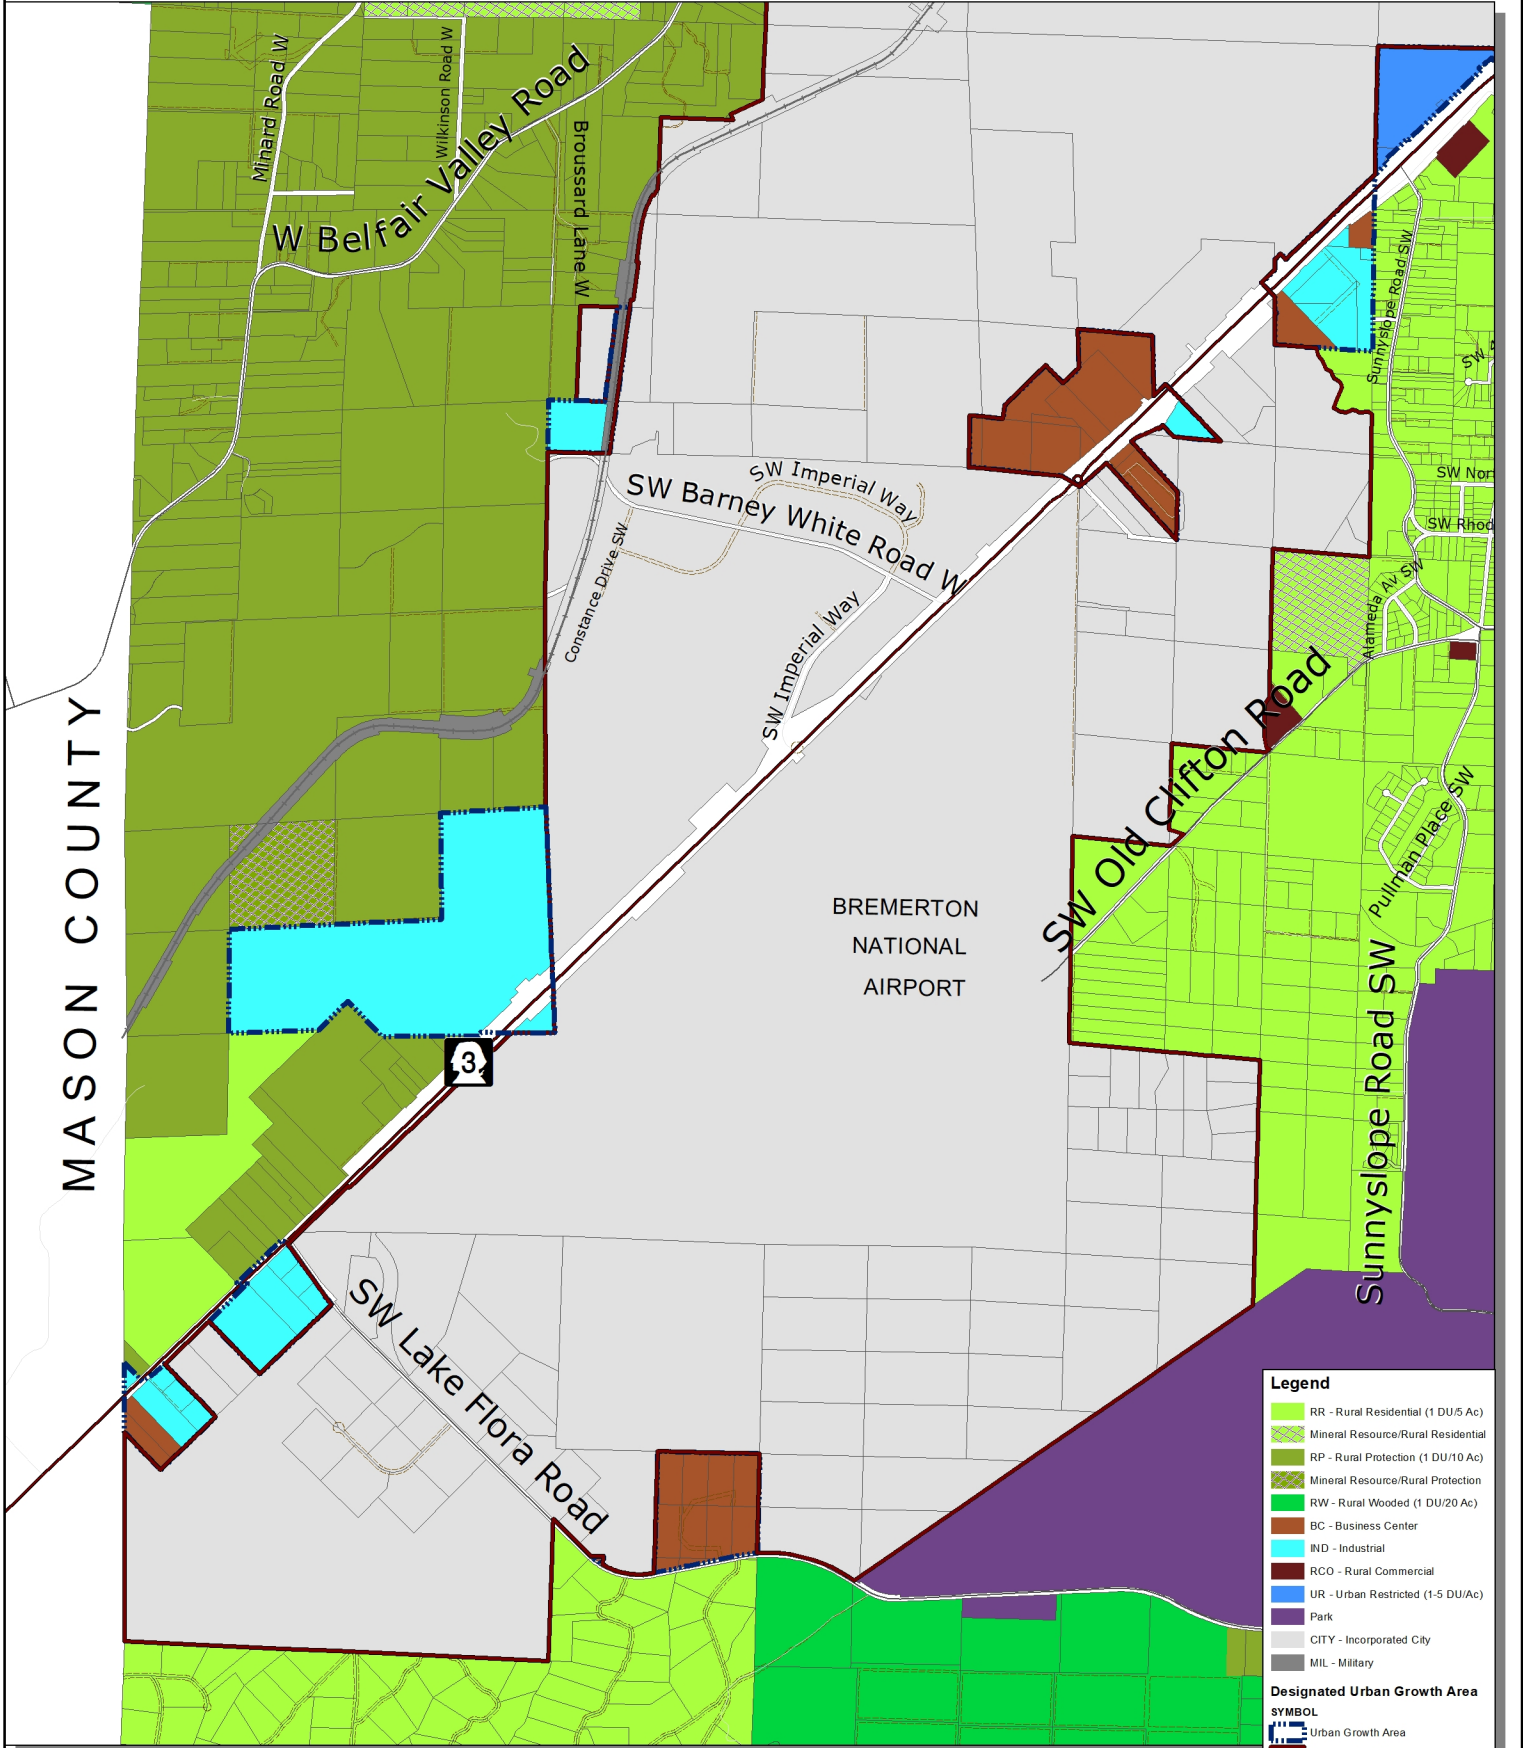 Minard Road W
Wilkinson Road W
W Belfair Valley Road
Broussard Lane W
Sunnyslope Road SW
SW Imperial Way
SW Barney White Road W
Constance Drive SW
SW Imperial Way
SW Nor
SW Rhod
Alameda Av SW
SW Old Clifton Road
Pullman Place SW
MASON COUNTY
BREMERTON
NATIONAL
AIRPORT
3
Sunnyslope Road SW
SW Lake Flora Road
Legend
RR - Rural Residential (1 DU/5 Ac)
Mineral Resource/Rural Residential
RP - Rural Protection (1 DU/10 Ac)
Mineral Resource/Rural Protection
RW - Rural Wooded (1 DU/20 Ac)
BC - Business Center
IND - Industrial
RCO - Rural Commercial
UR - Urban Restricted (1-5 DU/Ac)
Park
CITY - Incorporated City
MIL - Military
Designated Urban Growth Area
SYMBOL
Urban Growth Area